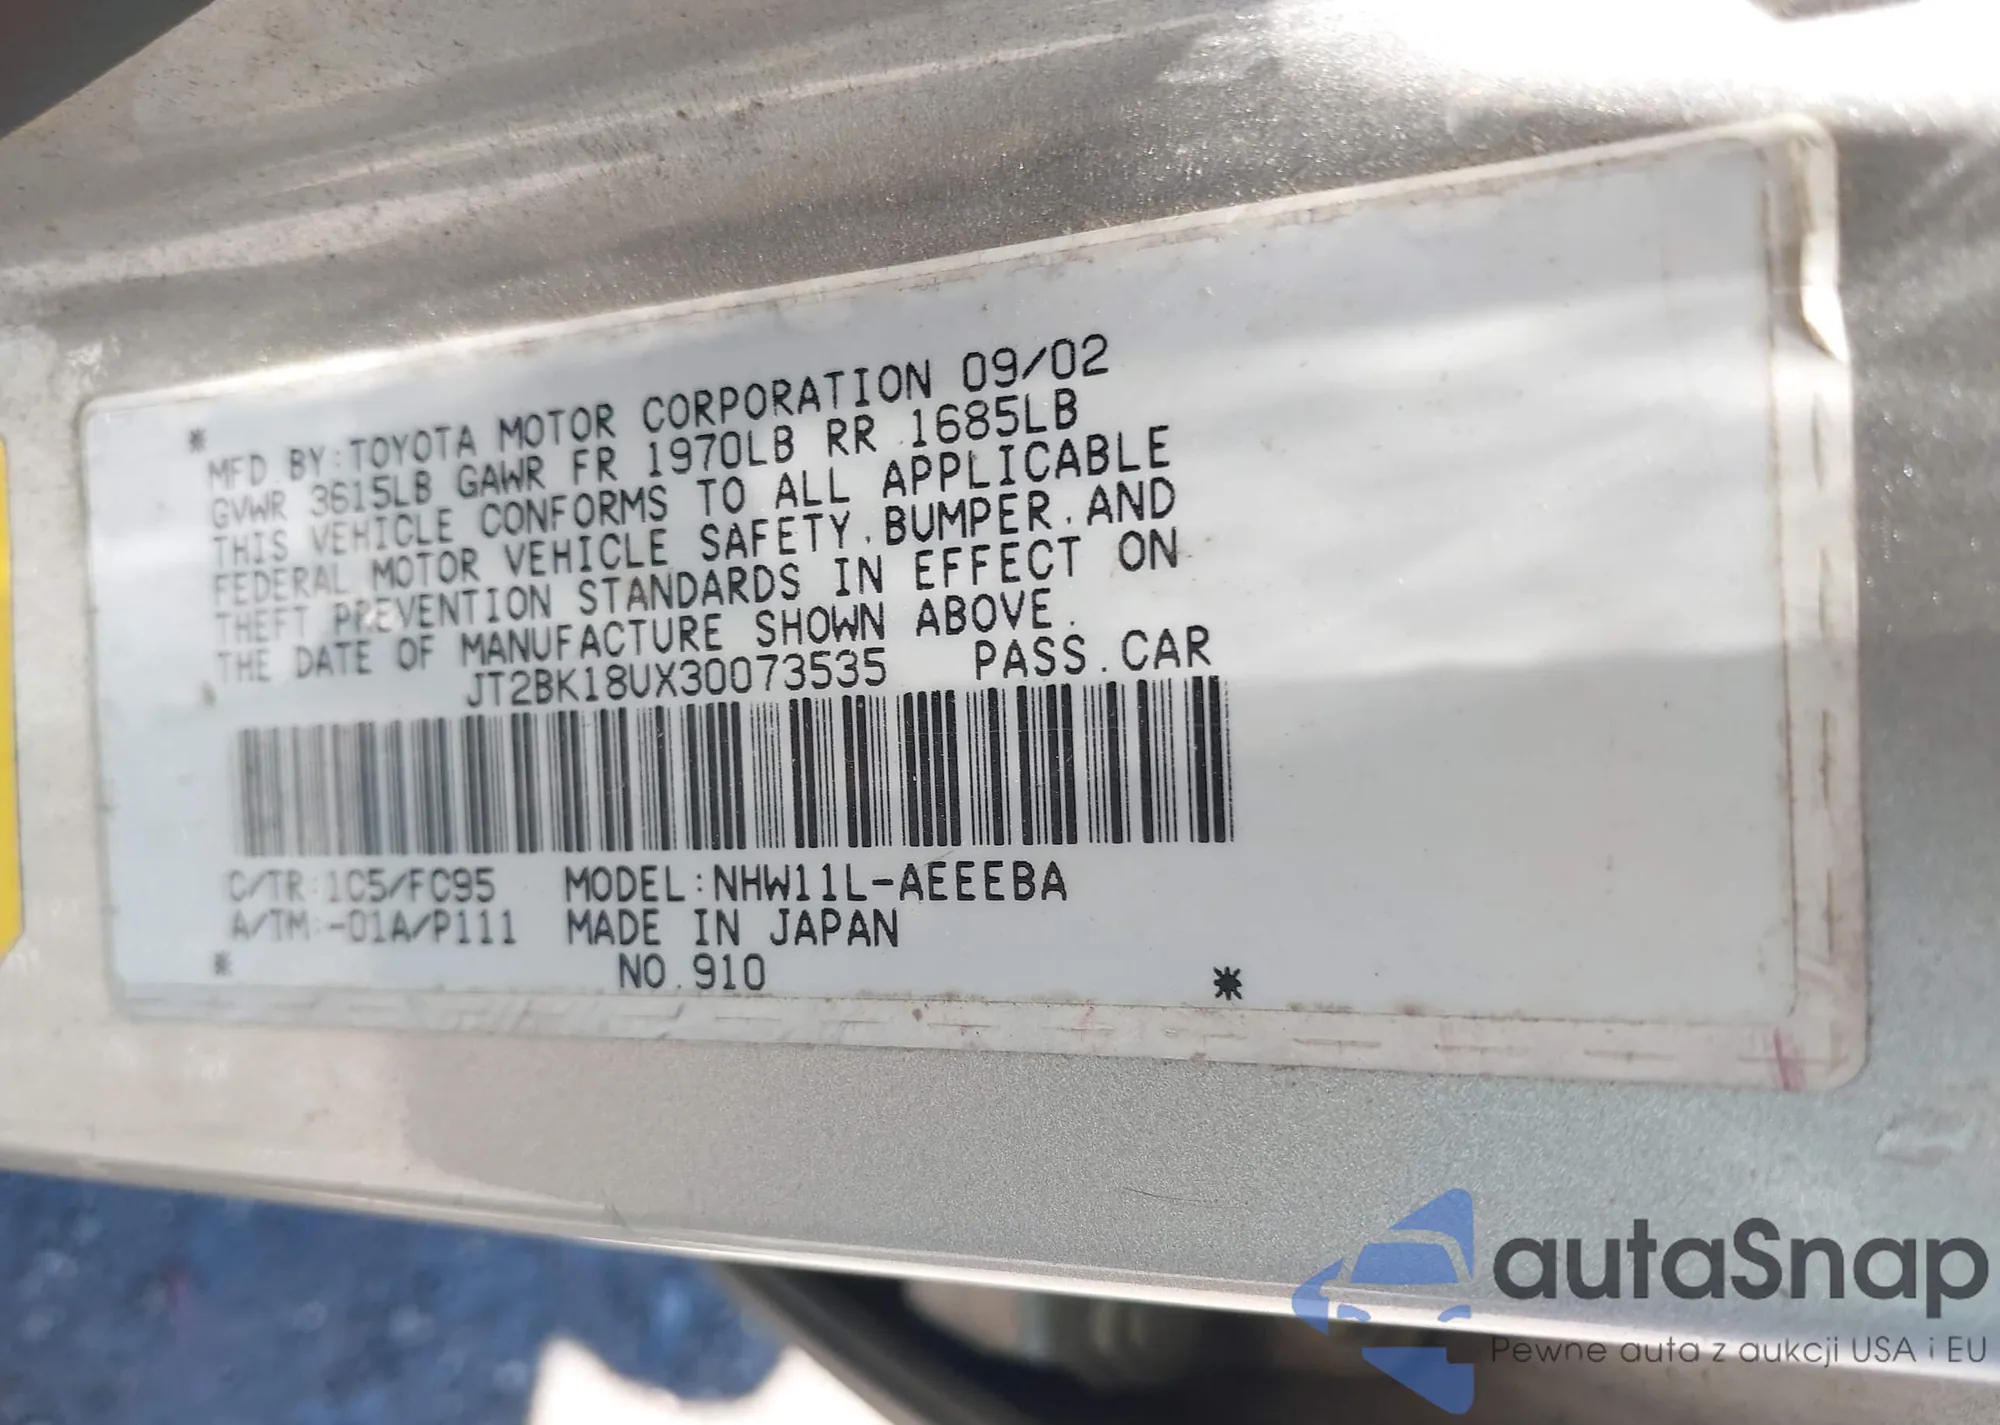 *
MFD. BY:TOYOTA MOTOR CORPORATION 09/02
GVWR 3615LB GAWR FR 1970LB RR 1685LB
THIS VEHICLE CONFORMS TO ALL APPLICABLE
FEDERAL MOTOR VEHICLE SAFETY, BUMPER, AND
THEFT PREVENTION STANDARDS IN EFFECT ON
THE DATE OF MANUFACTURE SHOWN ABOVE.
JT2BK18UX30073535 PASS.CAR
C/TR:1C5/FC95 MODEL:NHW11L-AEEEBA
A/TM:-01A/P111 MADE IN JAPAN
* NO.910 *
autaSnap
Pewne auta z aukcji USA i EU